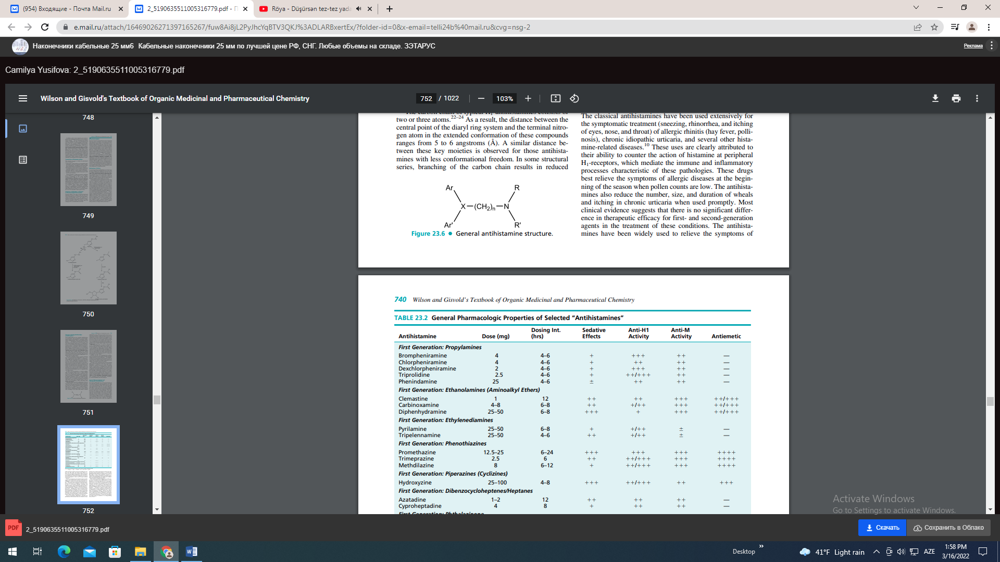 (954) Входящие - Почта Mail.ru
2_5190635511005316779.pdf - П
Röya - Düşürsən tez-tez yada
e.mail.ru/attach/16469026271397165267/fuw8Ai8jL2PyJhcYqBTV3QKJ%3ADLARBxertEx/?folder-id=0&x-email=telli24b%40mail.ru&cvg=nsg-2
Наконечники кабельные 25 мм6 Кабельные наконечники 25 мм по лучшей цене РФ, СНГ. Любые объемы на складе. ЗЭТАРУС
Реклама
Camilya Yusifova: 2_5190635511005316779.pdf
Wilson and Gisvold's Textbook of Organic Medicinal and Pharmaceutical Chemistry
752 / 1022
103%
748
749
750
751
752
two or three atoms.22–24 As a result, the distance between the
central point of the diaryl ring system and the terminal nitro-
gen atom in the extended conformation of these compounds
ranges from 5 to 6 angstroms (Å). A similar distance be-
tween these key moieties is observed for those antihista-
mines with less conformational freedom. In some structural
series, branching of the carbon chain results in reduced
Ar R
X—(CH2)n—N
Ar' R'
Figure 23.6 • General antihistamine structure.
The classical antihistamines have been used extensively for
the symptomatic treatment (sneezing, rhinorrhea, and itching
of eyes, nose, and throat) of allergic rhinitis (hay fever, polli-
nosis), chronic idiopathic urticaria, and several other hista-
mine-related diseases.10 These uses are clearly attributed to
their ability to counter the action of histamine at peripheral
H1-receptors, which mediate the immune and inflammatory
processes characteristic of these pathologies. These drugs
best relieve the symptoms of allergic diseases at the begin-
ning of the season when pollen counts are low. The antihista-
mines also reduce the number, size, and duration of wheals
and itching in chronic urticaria when used promptly. Most
clinical evidence suggests that there is no significant differ-
ence in therapeutic efficacy for first- and second-generation
agents in the treatment of these conditions. The antihista-
mines have been widely used to relieve the symptoms of
740 Wilson and Gisvold's Textbook of Organic Medicinal and Pharmaceutical Chemistry
TABLE 23.2 General Pharmacologic Properties of Selected “Antihistamines”
Antihistamine Dose (mg) Dosing Int. (hrs) Sedative Effects Anti-H1 Activity Anti-M Activity Antiemetic
First Generation: Propylamines
Brompheniramine 4 4–6 + +++ ++ —
Chlorpheniramine 4 4–6 + ++ ++ —
Dexchlorpheniramine 2 4–6 + +++ ++ —
Triprolidine 2.5 4–6 + ++/+++ ++ —
Phenindamine 25 4–6 ± ++ ++ —
First Generation: Ethanolamines (Aminoalkyl Ethers)
Clemastine 1 12 ++ ++ +++ ++/+++
Carbinoxamine 4–8 6–8 ++ +/++ +++ ++/+++
Diphenhydramine 25–50 6–8 +++ + +++ ++/+++
First Generation: Ethylenediamines
Pyrilamine 25–50 6–8 + +/++ ± —
Tripelennamine 25–50 4–6 ++ +/++ ± —
First Generation: Phenothiazines
Promethazine 12.5–25 6–24 +++ +++ +++ ++++
Trimeprazine 2.5 6 ++ ++/+++ +++ ++++
Methdilazine 8 6–12 + ++/+++ +++ ++++
First Generation: Piperazines (Cyclizines)
Hydroxyzine 25–100 4–8 +++ ++/+++ ++ +++
First Generation: Dibenzocycloheptenes/Heptanes
Azatadine 1–2 12 ++ ++ ++ —
Cyproheptadine 4 8 + ++ ++ —
Activate Windows
Go to Settings to activate Windows.
PDF
2_5190635511005316779.pdf
Скачать
Сохранить в Облако
Desktop
41°F Light rain
AZE
1:58 PM
3/16/2022